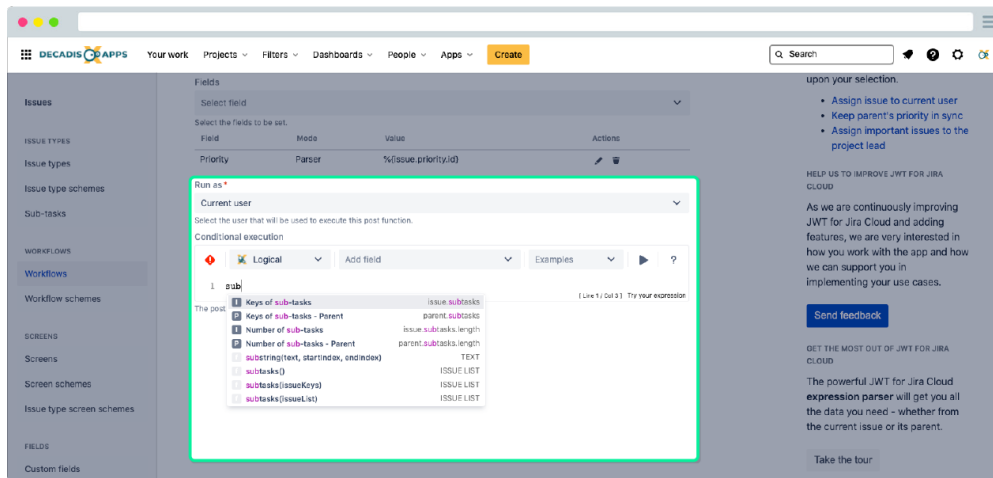 DECADIS APPS Your work Projects Filters Dashboards People Apps Create Search
Issues
ISSUE TYPES
Issue types
Issue type schemes
Sub-tasks
WORKFLOWS
Workflows
Workflow schemes
SCREENS
Screens
Screen schemes
Issue type screen schemes
FIELDS
Custom fields
Fields
Select field
Select the fields to be set.
Field Mode Value Actions
Priority Parser %{issue.priority.id}
Run as *
Current user
Select the user that will be used to execute this post function.
Conditional execution
Logical Add field Examples ?
1 sub
[ Line 1 / Col 3 ] Try your expression
The post
I Keys of sub-tasks issue.subtasks
P Keys of sub-tasks - Parent parent.subtasks
I Number of sub-tasks issue.subtasks.length
P Number of sub-tasks - Parent parent.subtasks.length
F substring(text, startIndex, endIndex) TEXT
F subtasks() ISSUE LIST
F subtasks(issueKeys) ISSUE LIST
F subtasks(issueList) ISSUE LIST
upon your selection.
• Assign issue to current user
• Keep parent's priority in sync
• Assign important issues to the
project lead
HELP US TO IMPROVE JWT FOR JIRA
CLOUD
As we are continuously improving
JWT for Jira Cloud and adding
features, we are very interested in
how you work with the app and how
we can support you in
implementing your use cases.
Send feedback
GET THE MOST OUT OF JWT FOR JIRA
CLOUD
The powerful JWT for Jira Cloud
expression parser will get you all
the data you need - whether from
the current issue or its parent.
Take the tour